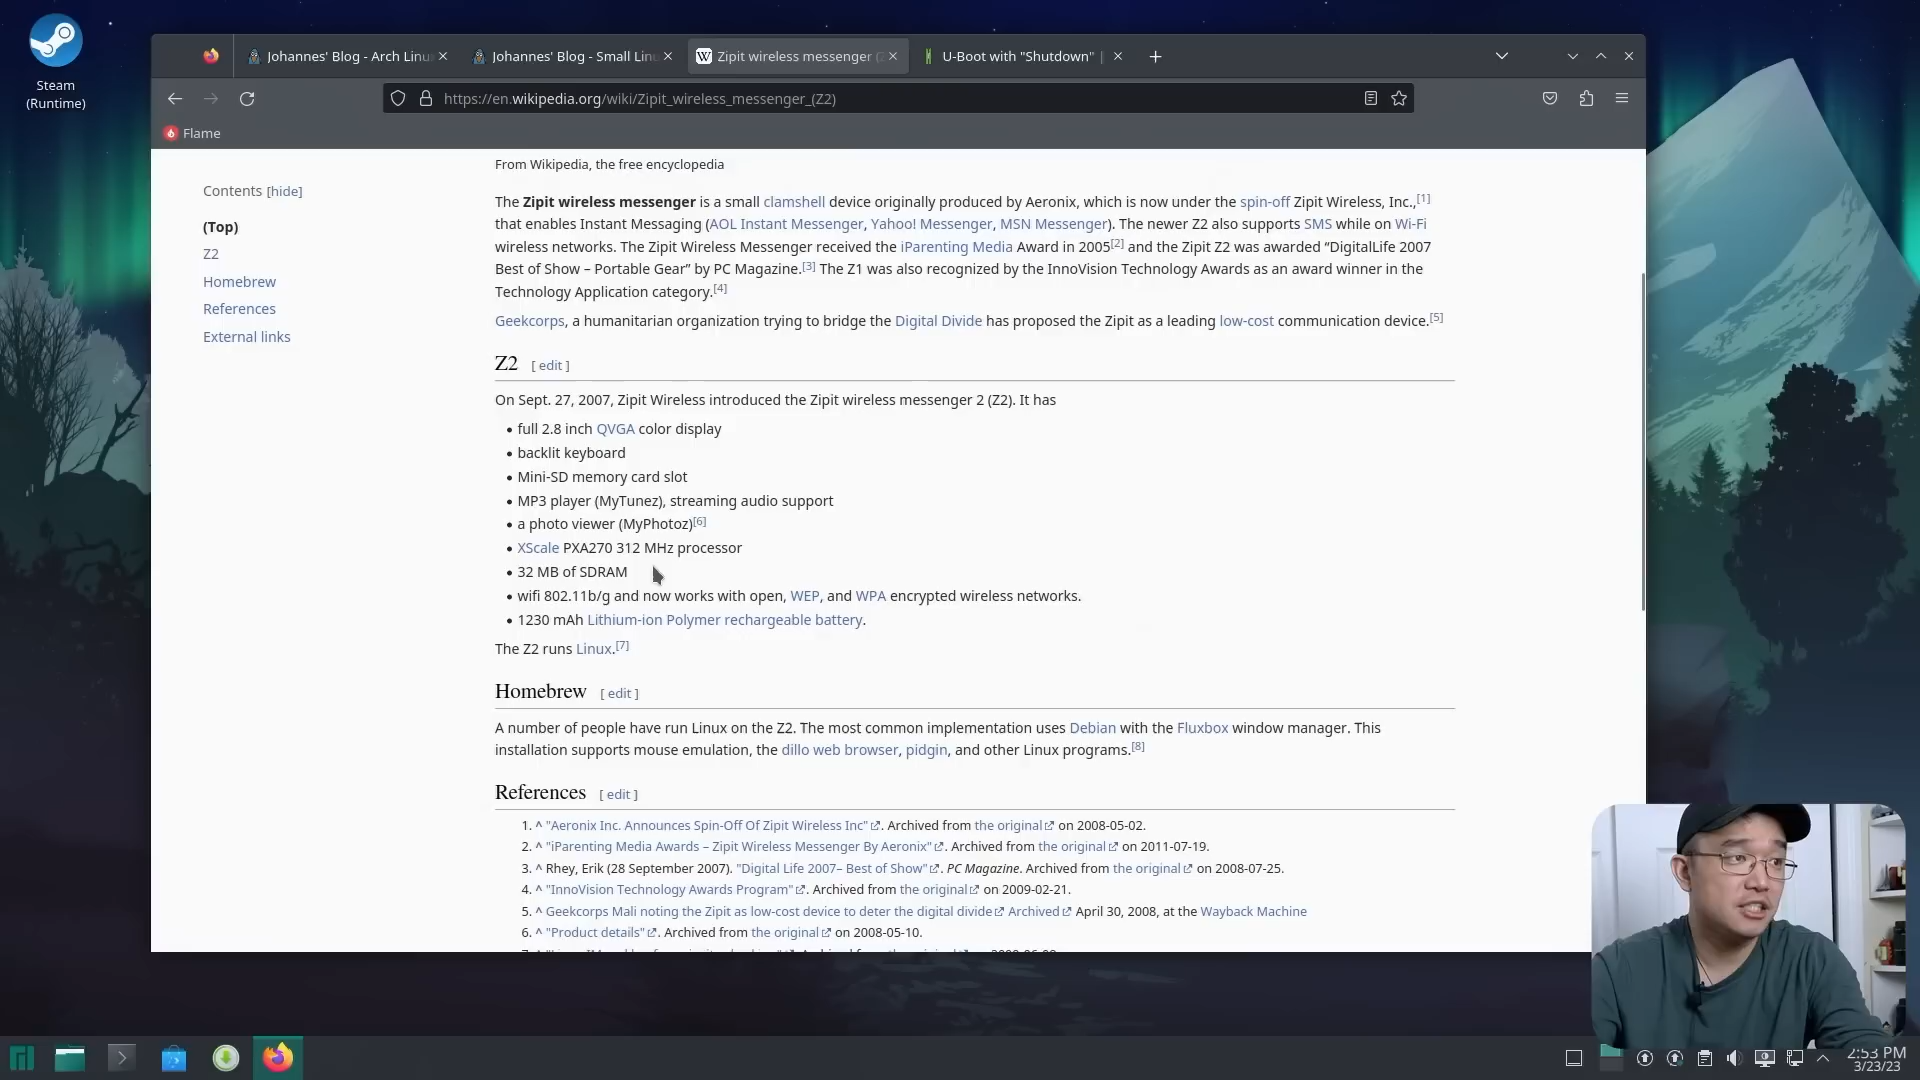 Steam
(Runtime)
Johannes' Blog - Arch Linux
Johannes' Blog - Small Lin
Zipit wireless messenger (
U-Boot with "Shutdown" |
https://en.wikipedia.org/wiki/Zipit_wireless_messenger_(Z2)
Flame
Contents [hide]
(Top)
Z2
Homebrew
References
External links
From Wikipedia, the free encyclopedia
The Zipit wireless messenger is a small clamshell device originally produced by Aeronix, which is now under the spin-off Zipit Wireless, Inc.,[1]
that enables Instant Messaging (AOL Instant Messenger, Yahoo! Messenger, MSN Messenger). The newer Z2 also supports SMS while on Wi-Fi
wireless networks. The Zipit Wireless Messenger received the iParenting Media Award in 2005[2] and the Zipit Z2 was awarded “DigitalLife 2007
Best of Show – Portable Gear” by PC Magazine.[3] The Z1 was also recognized by the InnoVision Technology Awards as an award winner in the
Technology Application category.[4]
Geekcorps, a humanitarian organization trying to bridge the Digital Divide has proposed the Zipit as a leading low-cost communication device.[5]
Z2 [ edit ]
On Sept. 27, 2007, Zipit Wireless introduced the Zipit wireless messenger 2 (Z2). It has
• full 2.8 inch QVGA color display
• backlit keyboard
• Mini-SD memory card slot
• MP3 player (MyTunez), streaming audio support
• a photo viewer (MyPhotoz)[6]
• XScale PXA270 312 MHz processor
• 32 MB of SDRAM
• wifi 802.11b/g and now works with open, WEP, and WPA encrypted wireless networks.
• 1230 mAh Lithium-ion Polymer rechargeable battery.
The Z2 runs Linux.[7]
Homebrew [ edit ]
A number of people have run Linux on the Z2. The most common implementation uses Debian with the Fluxbox window manager. This
installation supports mouse emulation, the dillo web browser, pidgin, and other Linux programs.[8]
References [ edit ]
1. ^ "Aeronix Inc. Announces Spin-Off Of Zipit Wireless Inc". Archived from the original on 2008-05-02.
2. ^ "iParenting Media Awards – Zipit Wireless Messenger By Aeronix". Archived from the original on 2011-07-19.
3. ^ Rhey, Erik (28 September 2007). "Digital Life 2007– Best of Show". PC Magazine. Archived from the original on 2008-07-25.
4. ^ "InnoVision Technology Awards Program". Archived from the original on 2009-02-21.
5. ^ Geekcorps Mali noting the Zipit as low-cost device to deter the digital divide Archived April 30, 2008, at the Wayback Machine
6. ^ "Product details". Archived from the original on 2008-05-10.
2:53 PM
3/23/23